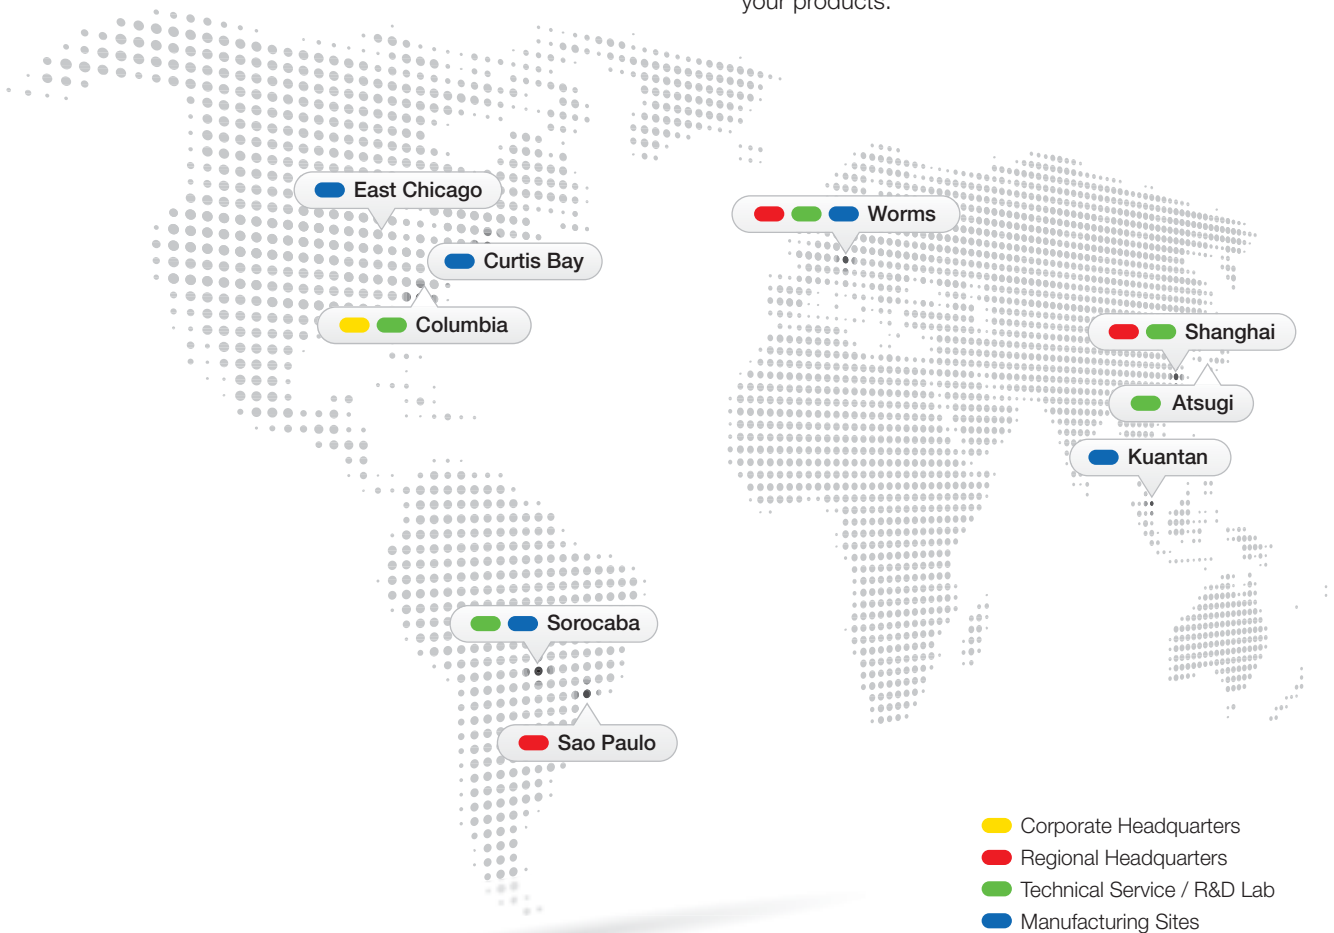 your products.
East Chicago
Worms
Curtis Bay
Columbia
Shanghai
Atsugi
Kuantan
Sorocaba
Sao Paulo
Corporate Headquarters
Regional Headquarters
Technical Service / R&D Lab
Manufacturing Sites